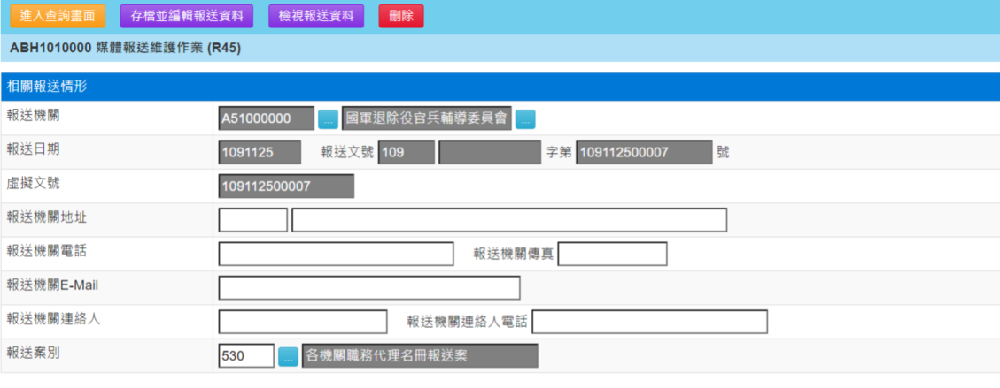 進入查詢畫面 存檔並編輯報送資料 檢視報送資料 刪除
ABH1010000 媒體報送維護作業 (R45)
相關報送情形
報送機關 A51000000 ... 國軍退除役官兵輔導委員會 ...
報送日期 1091125 報送文號 109 字第 109112500007 號
虛擬文號 109112500007
報送機關地址
報送機關電話 報送機關傳真
報送機關E-Mail
報送機關連絡人 報送機關連絡人電話
報送案別 530 ... 各機關職務代理名冊報送案